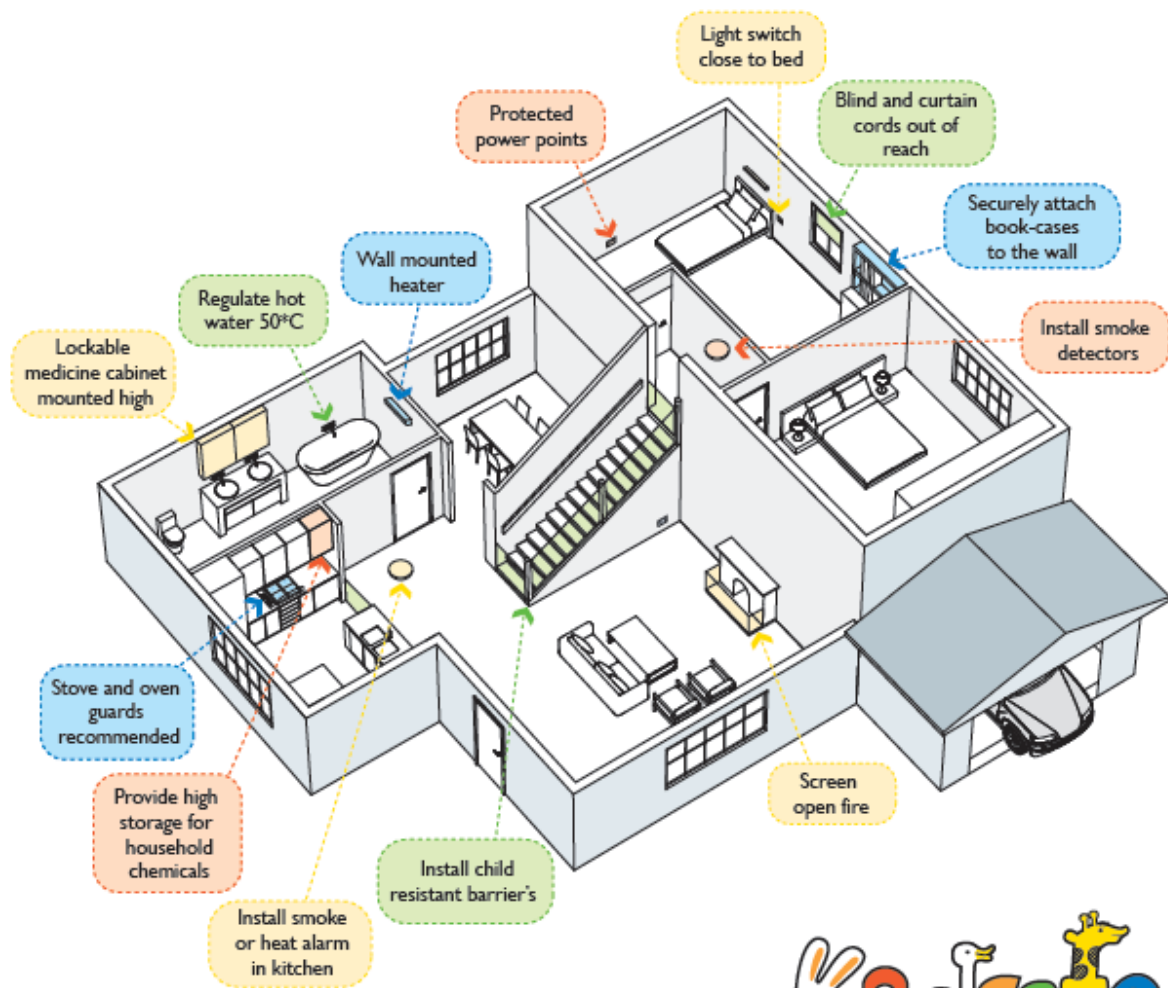 Light switch
close to bed
Protected
power points
Blind and curtain
cords out of
reach
Securely attach
book-cases
to the wall
Wall mounted
heater
Regulate hot
water 50*C
Install smoke
detectors
Lockable
medicine cabinet
mounted high
Stove and oven
guards
recommended
Provide high
storage for
household
chemicals
Screen
open fire
Install child
resistant barrier's
Install smoke
or heat alarm
in kitchen